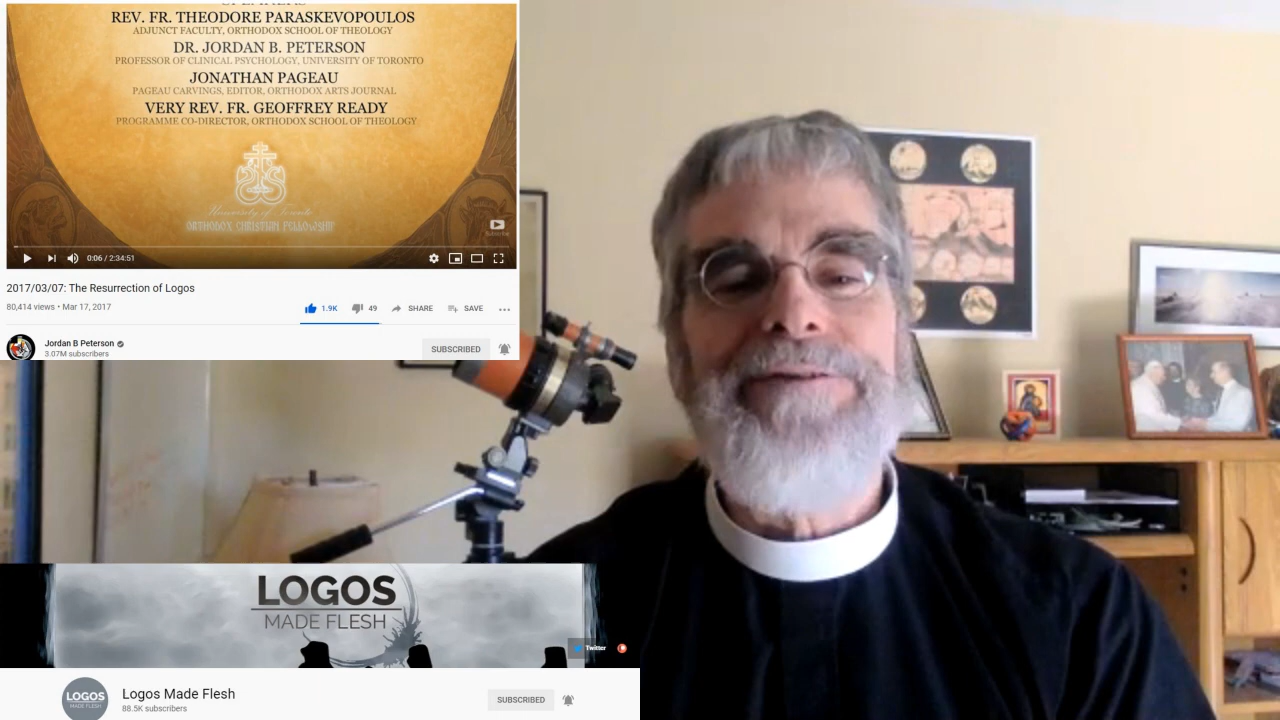 SPEAKERS
REV. FR. THEODORE PARASKEVOPOULOS
ADJUNCT FACULTY, ORTHODOX SCHOOL OF THEOLOGY
DR. JORDAN B. PETERSON
PROFESSOR OF CLINICAL PSYCHOLOGY, UNIVERSITY OF TORONTO
JONATHAN PAGEAU
PAGEAU CARVINGS, EDITOR, ORTHODOX ARTS JOURNAL
VERY REV. FR. GEOFFREY READY
PROGRAMME CO-DIRECTOR, ORTHODOX SCHOOL OF THEOLOGY
University of Toronto
ORTHODOX CHRISTIAN FELLOWSHIP
Subscribe
0:06 / 2:34:51
2017/03/07: The Resurrection of Logos
80,414 views • Mar 17, 2017
1.9K
49
SHARE
SAVE
Jordan B Peterson
3.07M subscribers
SUBSCRIBED
LOGOS
MADE FLESH
Twitter
LOGOS
MADE FLESH
Logos Made Flesh
88.5K subscribers
SUBSCRIBED